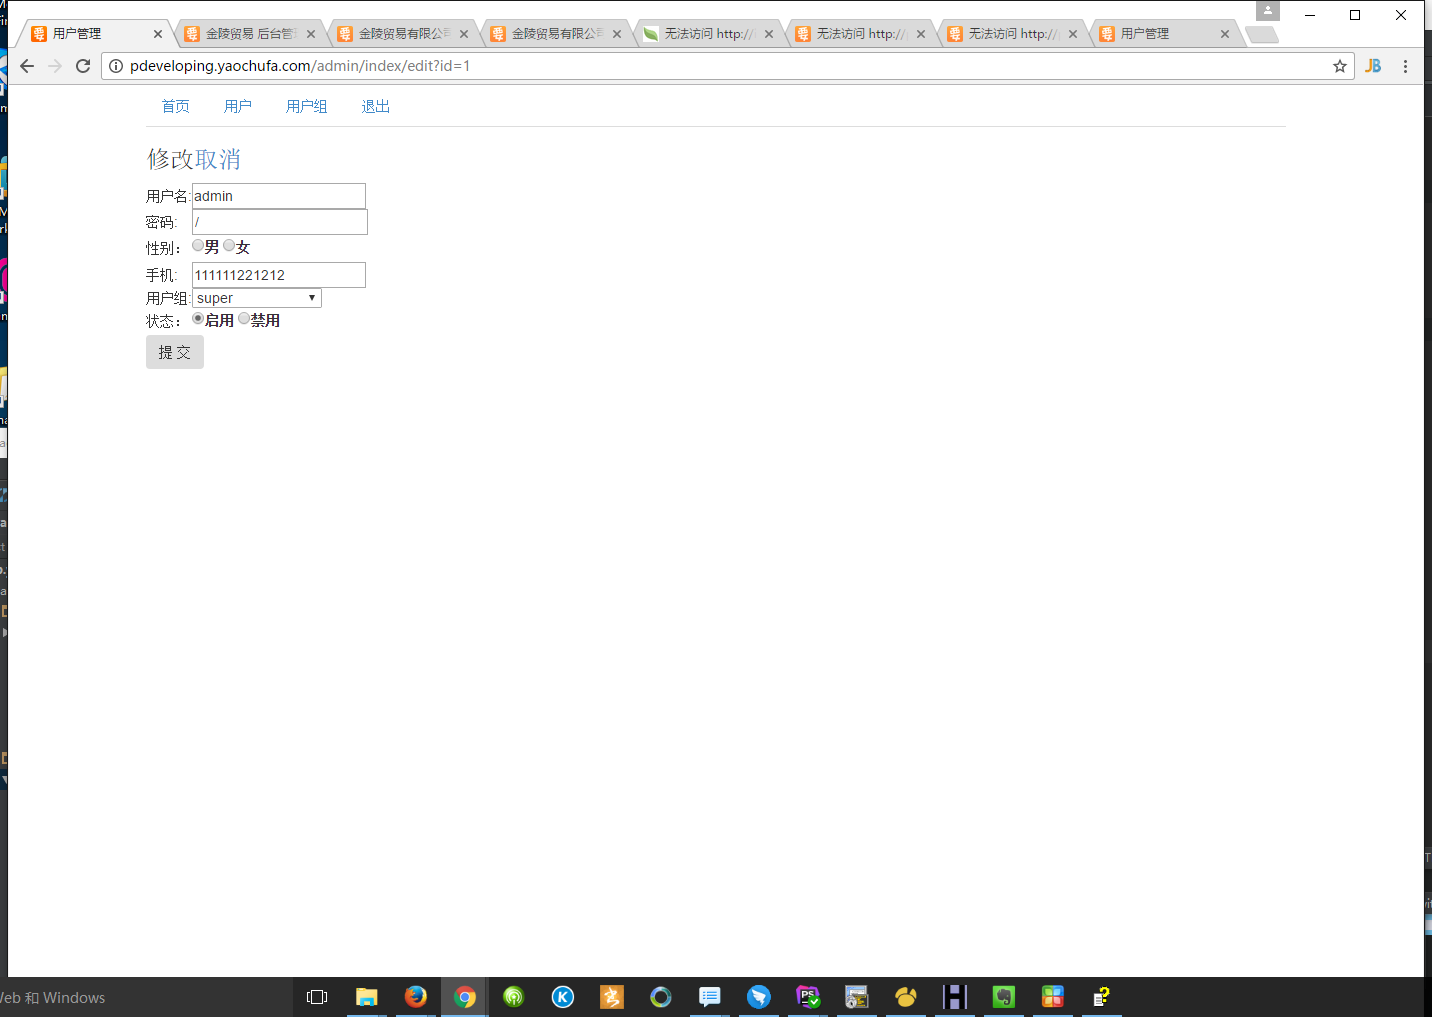 用户管理
金陵贸易 后台管
金陵贸易有限公司
金陵贸易有限公司
无法访问 http://
无法访问 http://
无法访问 http://
用户管理
pdeveloping.yaochufa.com/admin/index/edit?id=1
JB
首页 用户 用户组 退出
修改取消
用户名: admin
密码: /
性别： 男 女
手机: 111111221212
用户组: super
状态： 启用 禁用
提 交
Web 和 Windows